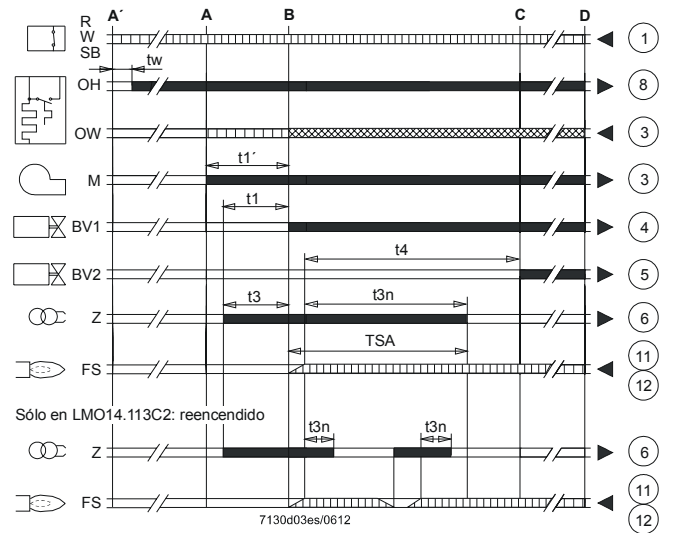 R A´ A B C D
W 1
SB
tw
OH 8
OW 3
t1´
M 3
t1
BV1 4
t4
BV2 5
t3 t3n
Z 6
TSA
FS 11
12
Sólo en LMO14.113C2: reencendido
t3n t3n
Z 6
FS 11
7130d03es/0612 12